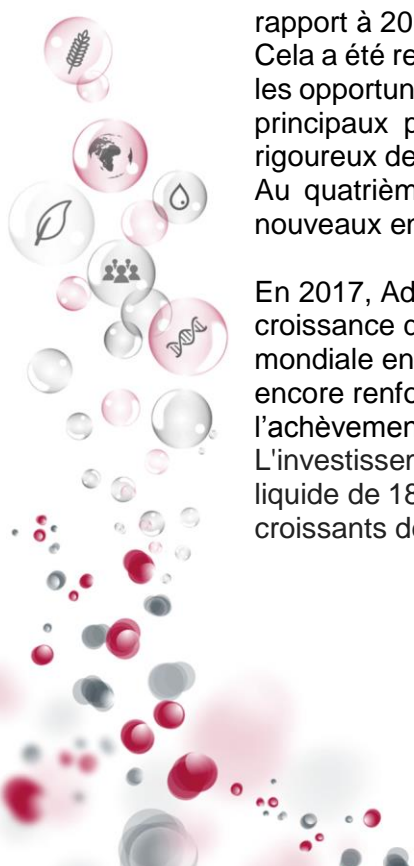 rapport à 20
Cela a été re
les opportun
principaux p
rigoureux de
Au quatrièm
nouveaux en
En 2017, Ad
croissance d
mondiale en
encore renfo
l’achèvemen
L'investissem
liquide de 18
croissants de